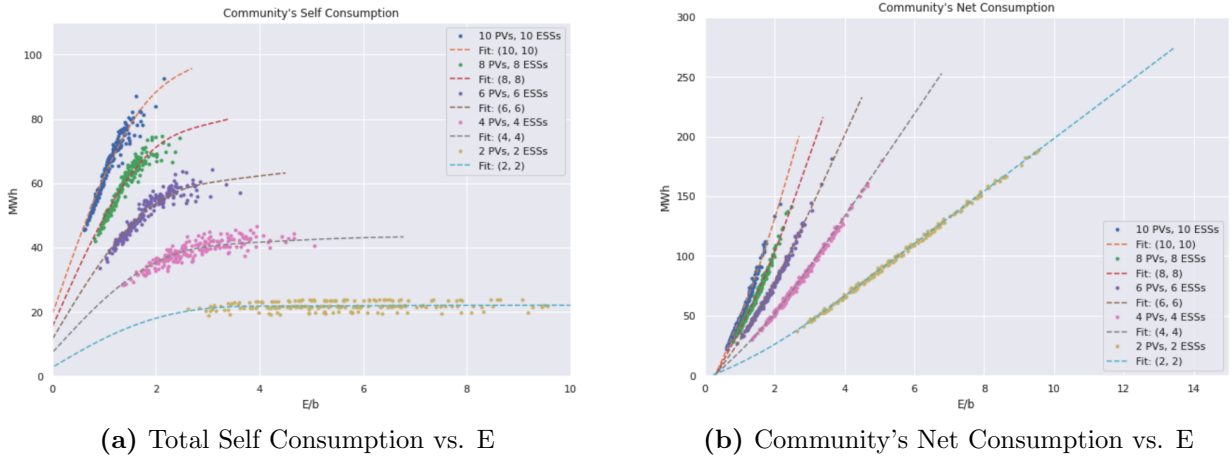 Community's Self Consumption
MWh
100
80
60
40
20
0
0 2 4 6 8 10
E/b
10 PVs, 10 ESSs
Fit: (10, 10)
8 PVs, 8 ESSs
Fit: (8, 8)
6 PVs, 6 ESSs
Fit: (6, 6)
4 PVs, 4 ESSs
Fit: (4, 4)
2 PVs, 2 ESSs
Fit: (2, 2)
(a) Total Self Consumption vs. E
Community's Net Consumption
MWh
300
250
200
150
100
50
0
0 2 4 6 8 10 12 14
E/b
10 PVs, 10 ESSs
Fit: (10, 10)
8 PVs, 8 ESSs
Fit: (8, 8)
6 PVs, 6 ESSs
Fit: (6, 6)
4 PVs, 4 ESSs
Fit: (4, 4)
2 PVs, 2 ESSs
Fit: (2, 2)
(b) Community's Net Consumption vs. E